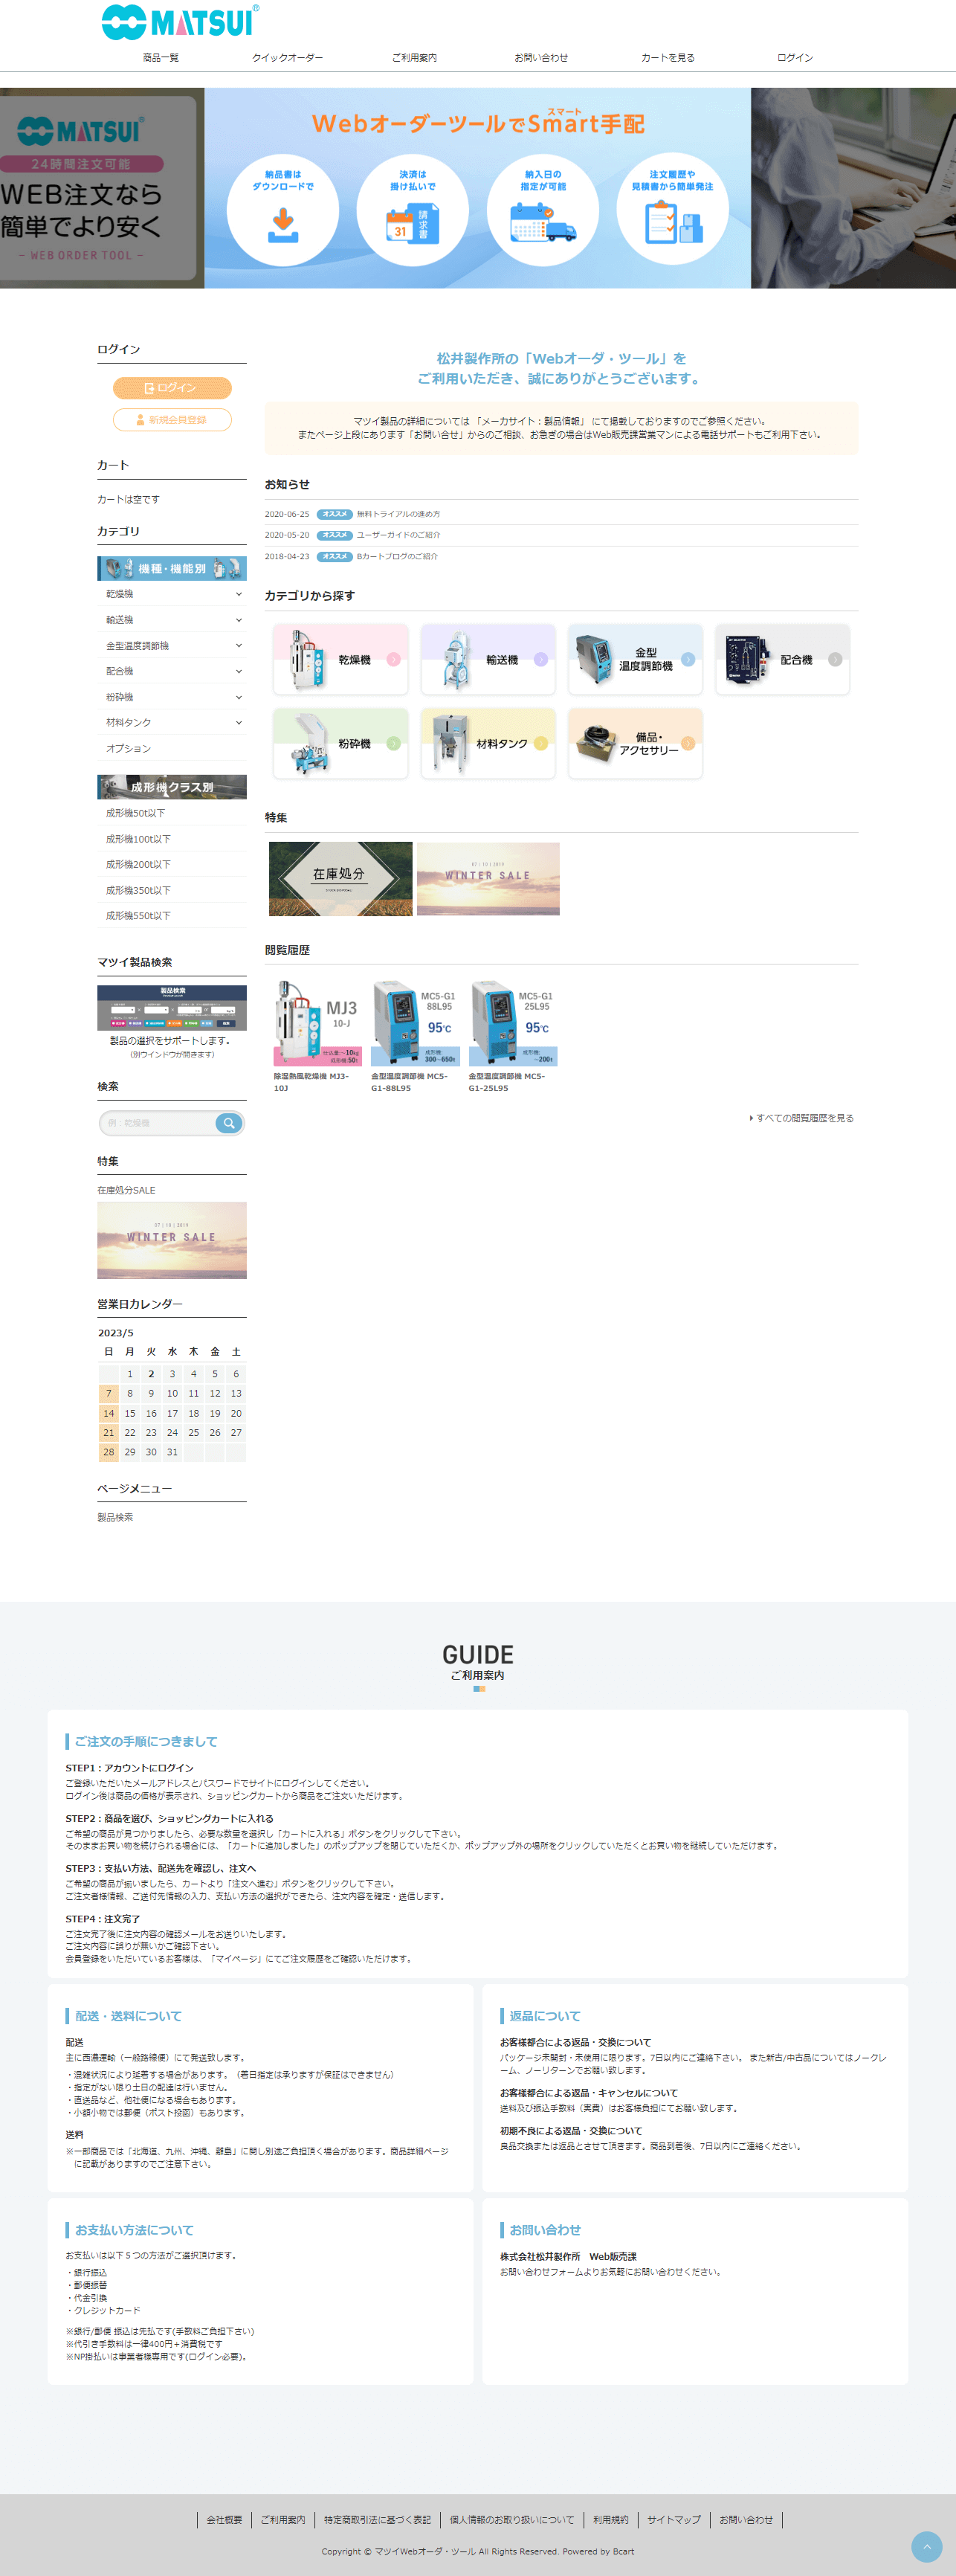 MATSUI®
商品一覧
クイックオーダー
ご利用案内
お問い合わせ
カートを見る
ログイン
MATSUI®
24時間注文可能
WEB注文なら
簡単でより安く
- WEB ORDER TOOL -
WebオーダーツールでSmart手配
スマート
納品書は
ダウンロードで
決済は
掛け払いで
31
請求書
納入日の
指定が可能
注文履歴や
見積書から簡単発注
ログイン
ログイン
新規会員登録
カート
カートは空です
カテゴリ
機種・機能別
乾燥機
輸送機
金型温度調節機
配合機
粉砕機
材料タンク
オプション
成形機クラス別
成形機50t以下
成形機100t以下
成形機200t以下
成形機350t以下
成形機550t以下
マツイ製品検索
製品検索
製品の選択をサポートします。
(別ウインドウが開きます)
検索
例：乾燥機
特集
在庫処分SALE
07 | 10 | 2019
WINTER SALE
営業日カレンダー
2023/5
日 月 火 水 木 金 土
1 2 3 4 5 6
7 8 9 10 11 12 13
14 15 16 17 18 19 20
21 22 23 24 25 26 27
28 29 30 31
ページメニュー
製品検索
松井製作所の「Webオーダ・ツール」を
ご利用いただき、誠にありがとうございます。
マツイ製品の詳細については 「メーカサイト：製品情報」 にて掲載しておりますのでご参照ください。
またページ上段にあります「お問い合せ」からのご相談、お急ぎの場合はWeb販売課営業マンによる電話サポートもご利用下さい。
お知らせ
2020-06-25 オススメ 無料トライアルの進め方
2020-05-20 オススメ ユーザーガイドのご紹介
2018-04-23 オススメ Bカートブログのご紹介
カテゴリから探す
乾燥機
輸送機
金型
温度調節機
配合機
粉砕機
材料タンク
備品・
アクセサリー
特集
在庫処分
07 | 10 | 2019
WINTER SALE
閲覧履歴
MJ3
10-J
仕込量:～10kg
成形機:50t
除湿熱風乾燥機 MJ3-
10J
MC5-G1
88L95
95℃
成形機:
300～650t
金型温度調節機 MC5-
G1-88L95
MC5-G1
25L95
95℃
成形機:
～200t
金型温度調節機 MC5-
G1-25L95
すべての閲覧履歴を見る
GUIDE
ご利用案内
ご注文の手順につきまして
STEP1：アカウントにログイン
ご登録いただいたメールアドレスとパスワードでサイトにログインしてください。
ログイン後は商品の価格が表示され、ショッピングカートから商品をご注文いただけます。
STEP2：商品を選び、ショッピングカートに入れる
ご希望の商品が見つかりましたら、必要な数量を選択し「カートに入れる」ボタンをクリックして下さい。
そのままお買い物を続けられる場合には、「カートに追加しました」のポップアップを閉じていただくか、ポップアップ外の場所をクリックしていただくとお買い物を継続していただけます。
STEP3：支払い方法、配送先を確認し、注文へ
ご希望の商品が揃いましたら、カートより「注文へ進む」ボタンをクリックして下さい。
ご注文者様情報、ご送付先情報の入力、支払い方法の選択ができたら、注文内容を確定・送信します。
STEP4：注文完了
ご注文完了後に注文内容の確認メールをお送りいたします。
ご注文内容に誤りが無いかご確認下さい。
会員登録をいただいているお客様は、「マイページ」にてご注文履歴をご確認いただけます。
配送・送料について
配送
主に西濃運輸（一般路線便）にて発送致します。
・混雑状況により延着する場合があります。（着日指定は承りますが保証はできません）
・指定がない限り土日の配達は行いません。
・直送品など、他社便になる場合もあります。
・小額小物では郵便（ポスト投函）もあります。
送料
※一部商品では「北海道、九州、沖縄、離島」に関し別途ご負担頂く場合があります。商品詳細ページ
に記載がありますのでご注意下さい。
返品について
お客様都合による返品・交換について
パッケージ未開封・未使用に限ります。7日以内にご連絡下さい。 また新古/中古品についてはノークレ
ーム、ノーリターンでお願い致します。
お客様都合による返品・キャンセルについて
送料及び振込手数料（実費）はお客様負担にてお願い致します。
初期不良による返品・交換について
良品交換または返品とさせて頂きます。商品到着後、7日以内にご連絡ください。
お支払い方法について
お支払いは以下５つの方法がご選択頂けます。
・銀行振込
・郵便振替
・代金引換
・クレジットカード
※銀行/郵便 振込は先払です(手数料ご負担下さい)
※代引き手数料は一律400円＋消費税です
※NP掛払いは事業者様専用です(ログイン必要)。
お問い合わせ
株式会社松井製作所　Web販売課
お問い合わせフォームよりお気軽にお問い合わせください。
会社概要
ご利用案内
特定商取引法に基づく表記
個人情報のお取り扱いについて
利用規約
サイトマップ
お問い合わせ
Copyright © マツイWebオーダ・ツール All Rights Reserved. Powered by Bcart